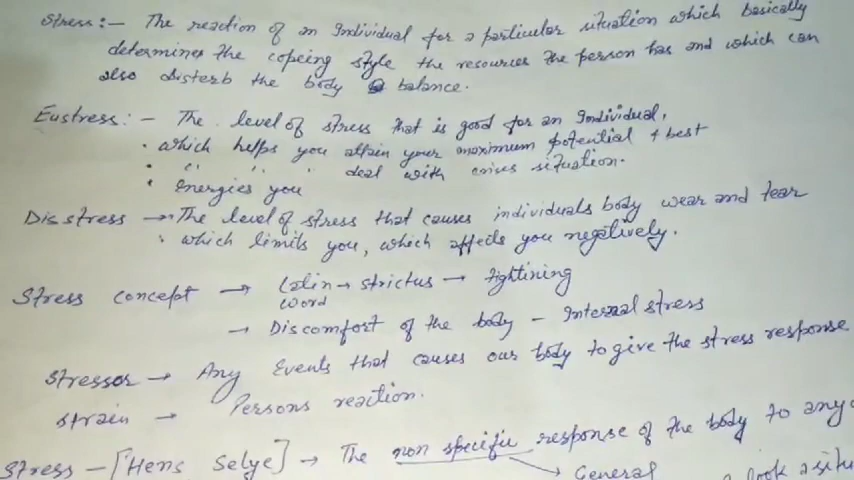 Stress:- The reaction of an Individual for a particular situation which basically
determines the copeing style the resources the person has and which can
also disterb the body balance.
Eustress:- The level of stress that is good for an Individual,
• which helps you attain your maximum potential & best
• " " " deal with crises situation.
• Energies you
Disstress → The level of stress that causes individuals body wear and tear
• which limits you, which affects you negatively.
Stress concept → Latin → strictus → tightining
word
→ Discomfort of the body - Internal stress
Stressor → Any Events that causes our body to give the stress response
Strain → Persons reaction.
Stress - [Hens Selye] → The non specific response of the body to any
→ General look a situ